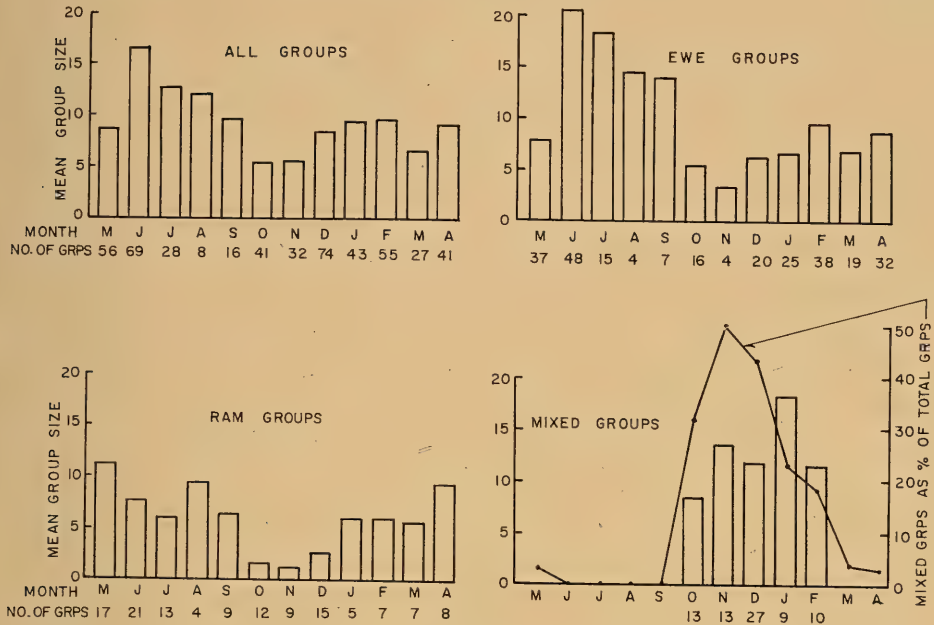 20
15
10
5
0
MEAN GROUP SIZE
ALL GROUPS
MONTH M J J A S O N D J F M A
NO. OF GRPS 56 69 28 8 16 41 32 74 43 55 27 41
20
15
10
5
0
EWE GROUPS
M J J A S O N D J F M A
37 48 15 4 7 16 4 20 25 38 19 32
20
15
10
5
0
MEAN GROUP SIZE
RAM GROUPS
MONTH M J J A S O N D J F M A
NO. OF GRPS 17 21 13 4 9 12 9 15 5 7 7 8
20
15
10
5
0
MIXED GROUPS
50
40
30
20
10
0
MIXED GRPS AS % OF TOTAL GRPS
M J J A S O N D J F M A
13 13 27 9 10